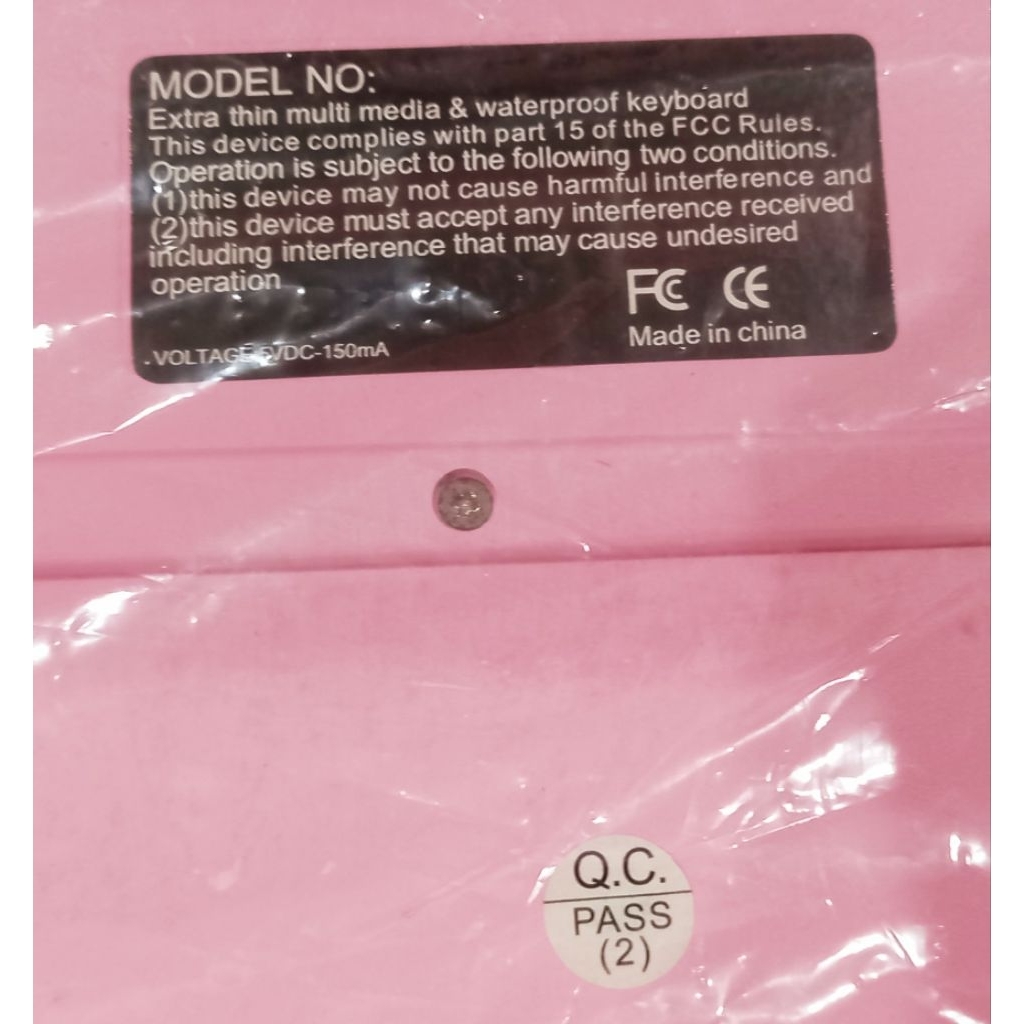 MODEL NO:
Extra thin multi media & waterproof keyboard
This device complies with part 15 of the FCC Rules.
Operation is subject to the following two conditions.
(1)this device may not cause harmful interference and
(2)this device must accept any interference received
including interference that may cause undesired
operation
FC CE
VOLTAGE 5VDC-150mA
Made in china
Q.C.
PASS
(2)